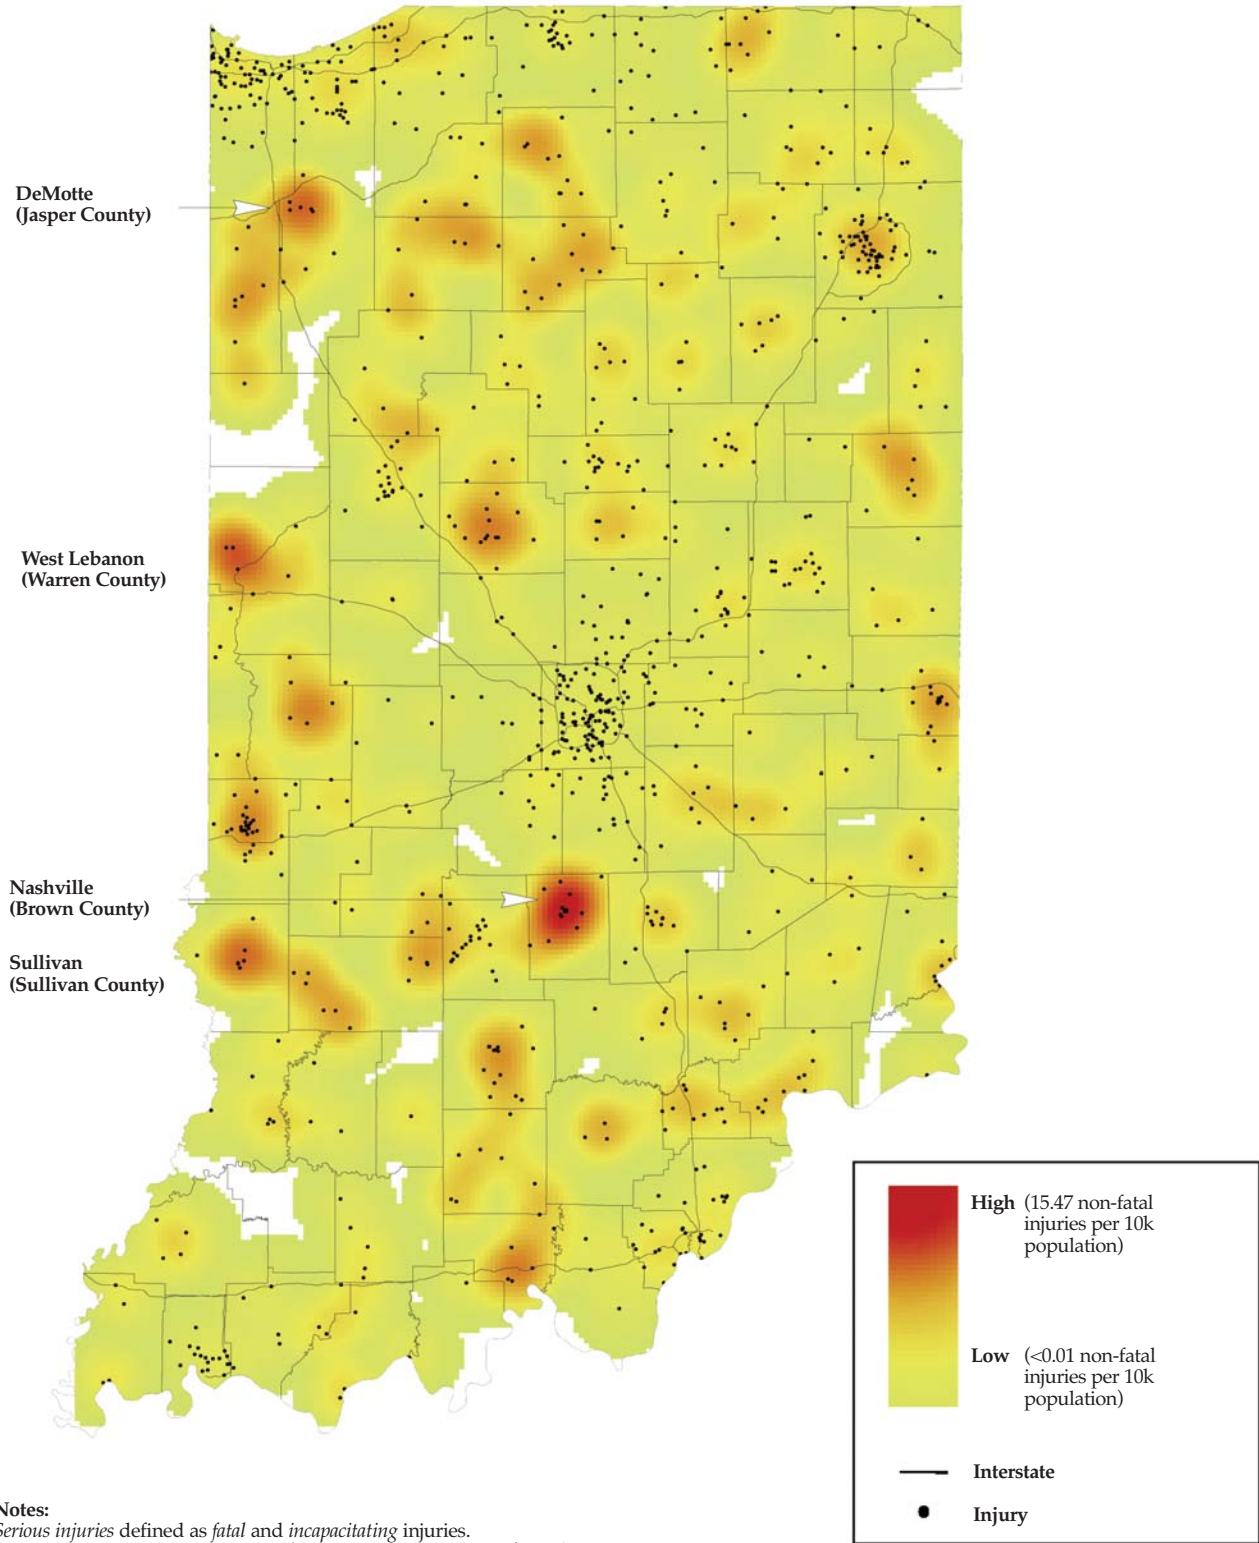 DeMotte
(Jasper County)
West Lebanon
(Warren County)
Nashville
(Brown County)
Sullivan
(Sullivan County)
High (15.47 non-fatal
injuries per 10k
population)
Low (<0.01 non-fatal
injuries per 10k
population)
Interstate
Injury
Notes:
Serious injuries defined as fatal and incapacitating injuries.